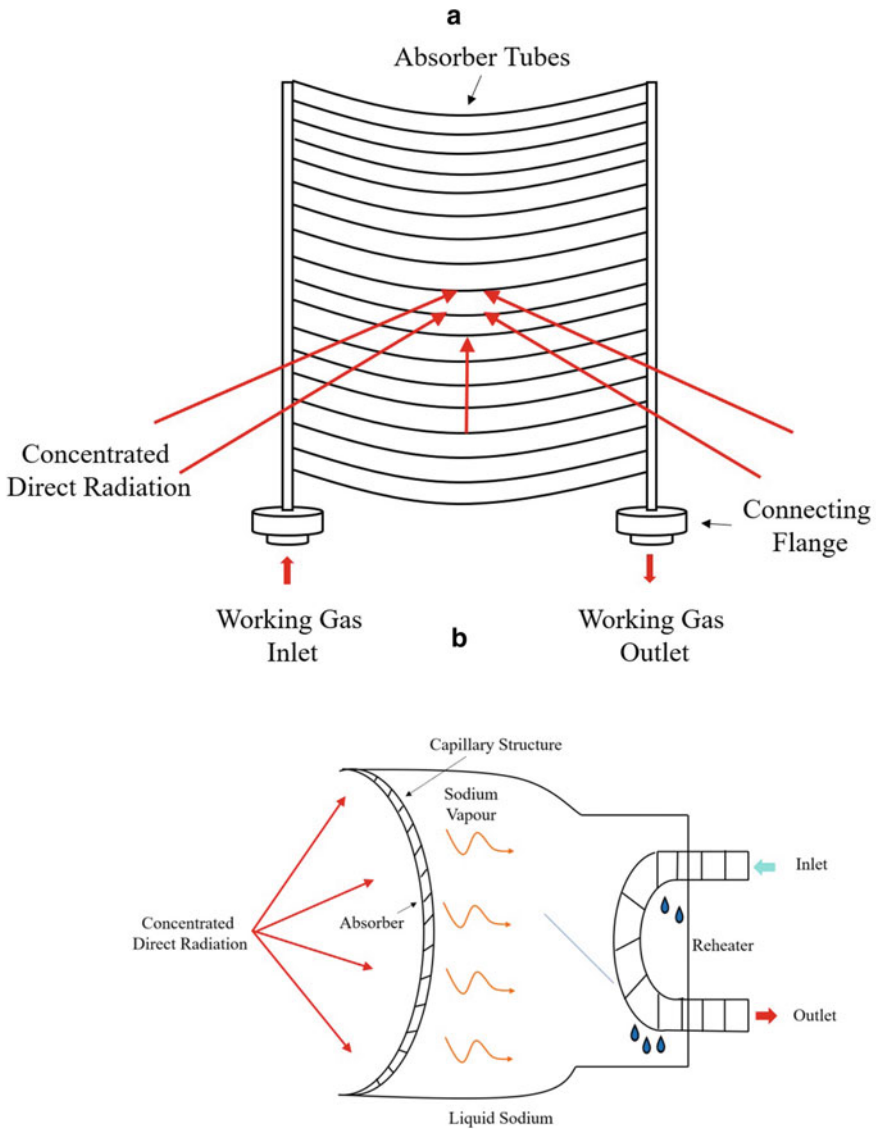 a
Absorber Tubes
Concentrated
Direct Radiation
Connecting
Flange
Working Gas
Inlet
Working Gas
Outlet
b
Capillary Structure
Sodium
Vapour
Inlet
Absorber
Concentrated
Direct Radiation
Reheater
Outlet
Liquid Sodium